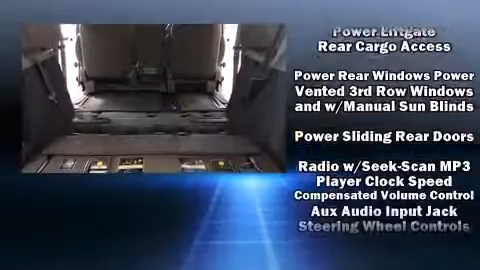 Power Liftgate
Rear Cargo Access
Power Rear Windows Power
Vented 3rd Row Windows
and w/Manual Sun Blinds
Power Sliding Rear Doors
Radio w/Seek-Scan MP3
Player Clock Speed
Compensated Volume Control
Aux Audio Input Jack
Steering Wheel Controls